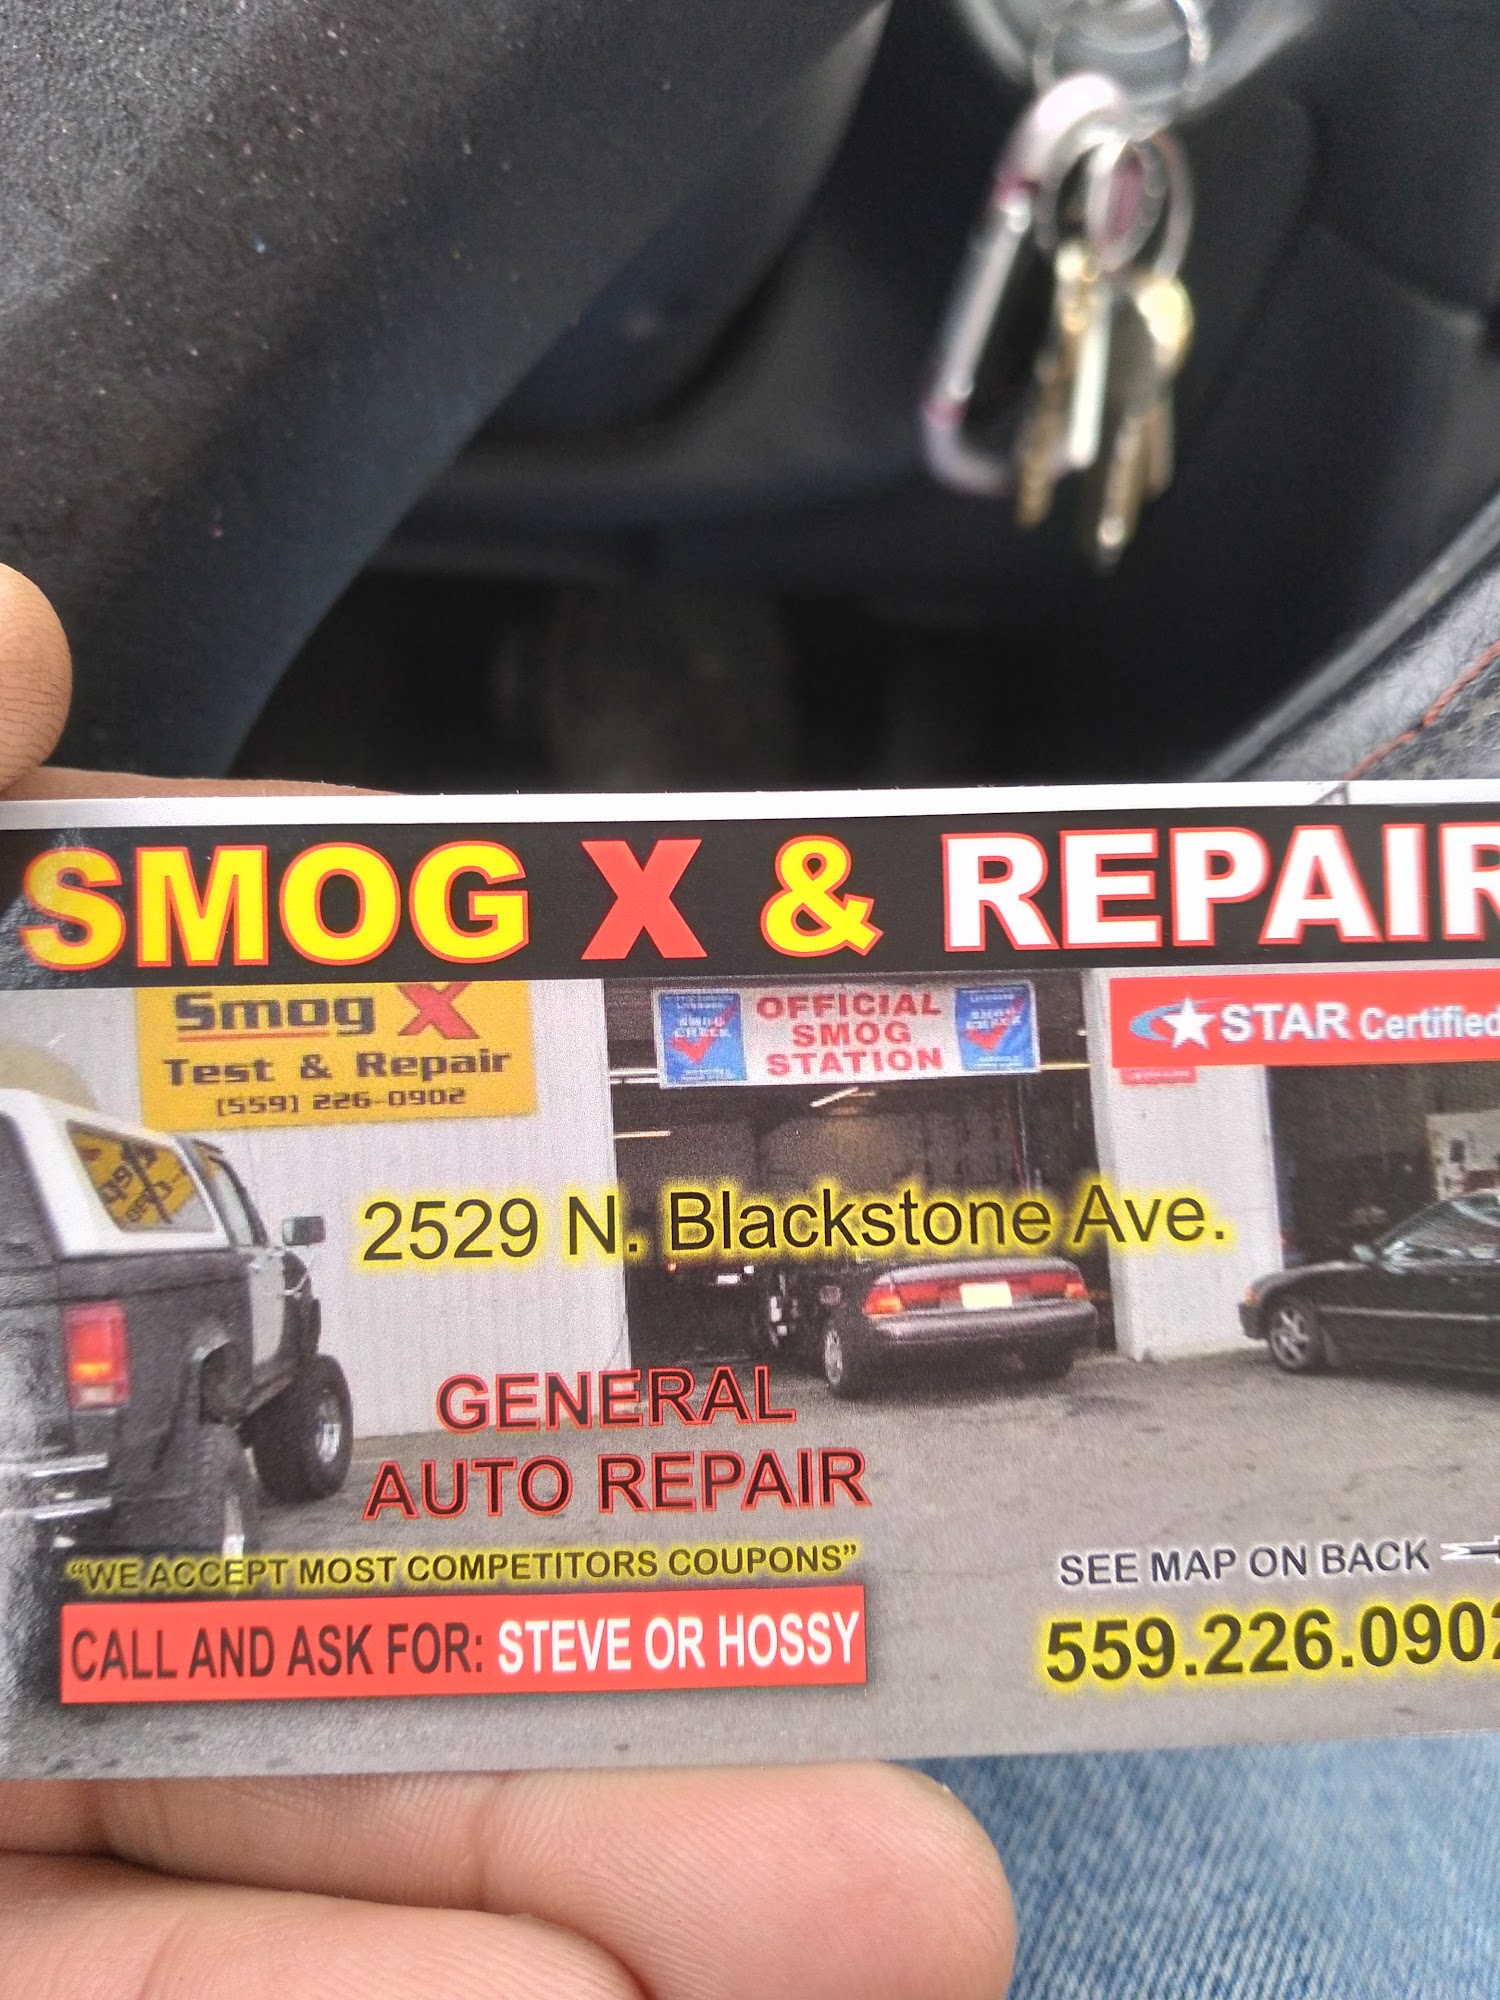 SMOG X & REPAIR
Smog X
Test & Repair
(559) 226-0902
OFFICIAL
SMOG
STATION
STAR Certified
2529 N. Blackstone Ave.
GENERAL
AUTO REPAIR
“WE ACCEPT MOST COMPETITORS COUPONS”
CALL AND ASK FOR: STEVE OR HOSSY
SEE MAP ON BACK
559.226.0902